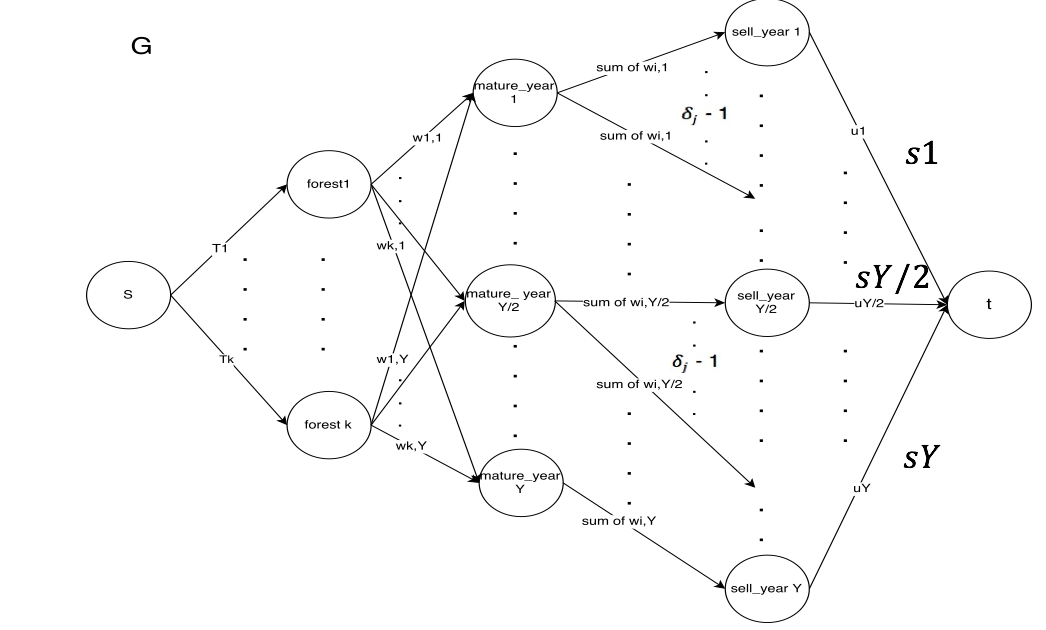 G
sell_year 1
sum of wi,1
mature_year
1
δj - 1
sum of wi,1
u1
s1
w1,1
forest1
T1
wk,1
S
mature_ year
Y/2
sum of wi,Y/2
sell_year
Y/2
sY/2
uY/2
t
Tk
w1,Y
δj - 1
sum of wi,Y/2
forest k
wk,Y
sY
mature_year
Y
uY
sum of wi,Y
sell_year Y